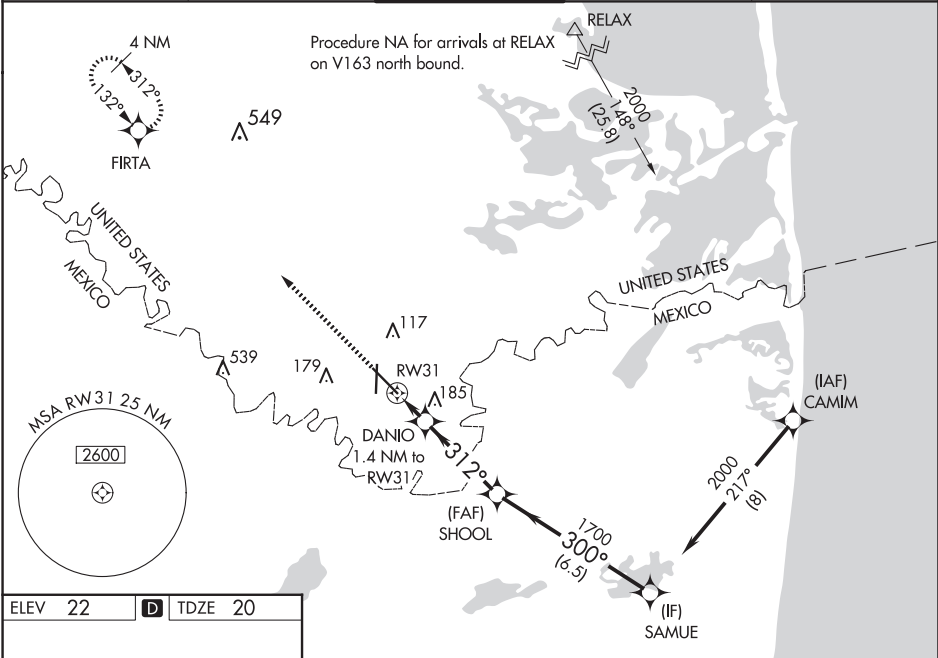 RELAX
4 NM
Procedure NA for arrivals at RELAX
on V163 north bound.
312°
132°
2000
148°
(25.8)
549
FIRTA
UNITED STATES
MEXICO
UNITED STATES
MEXICO
117
539
179
RW31
185
(IAF)
CAMIM
MSA RW31 25 NM
2600
DANIO
1.4 NM to
RW31
312°
2000
217°
(8)
(FAF)
SHOOL
1700
300°
(6.5)
(IF)
SAMUE
ELEV 22 D TDZE 20